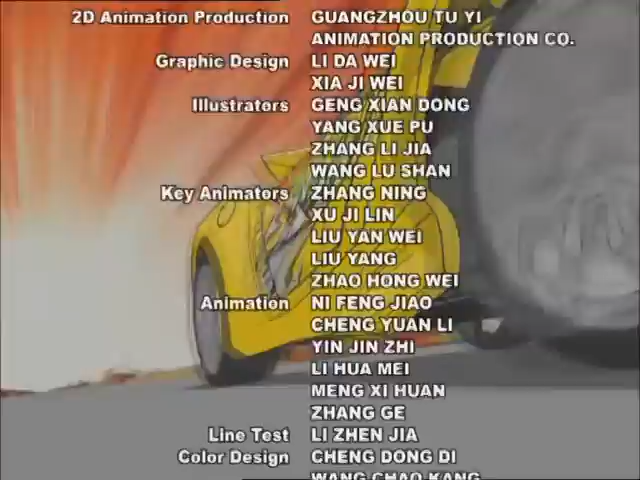 2D Animation Production GUANGZHOU TU YI
ANIMATION PRODUCTION CO.
Graphic Design LI DA WEI
XIA JI WEI
Illustrators GENG XIAN DONG
YANG XUE PU
ZHANG LI JIA
WANG LU SHAN
Key Animators ZHANG NING
XU JI LIN
LIU YAN WEI
LIU YANG
ZHAO HONG WEI
Animation NI FENG JIAO
CHENG YUAN LI
YIN JIN ZHI
LI HUA MEI
MENG XI HUAN
ZHANG GE
Line Test LI ZHEN JIA
Color Design CHENG DONG DI
WANG CHAO KANG